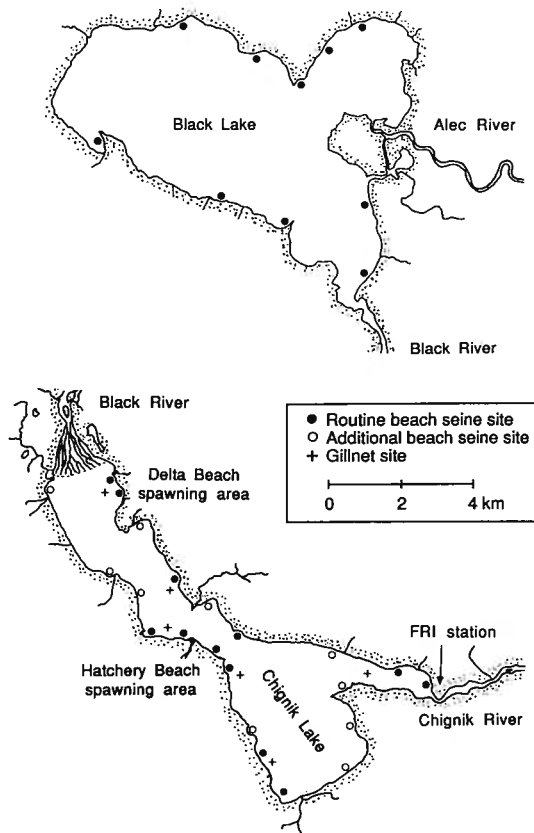 Black Lake
Alec River
Black River
Black River
Routine beach seine site
Additional beach seine site
Gillnet site
0 2 4 km
Delta Beach
spawning area
FRI station
Hatchery Beach
spawning area
Chignik Lake
Chignik River